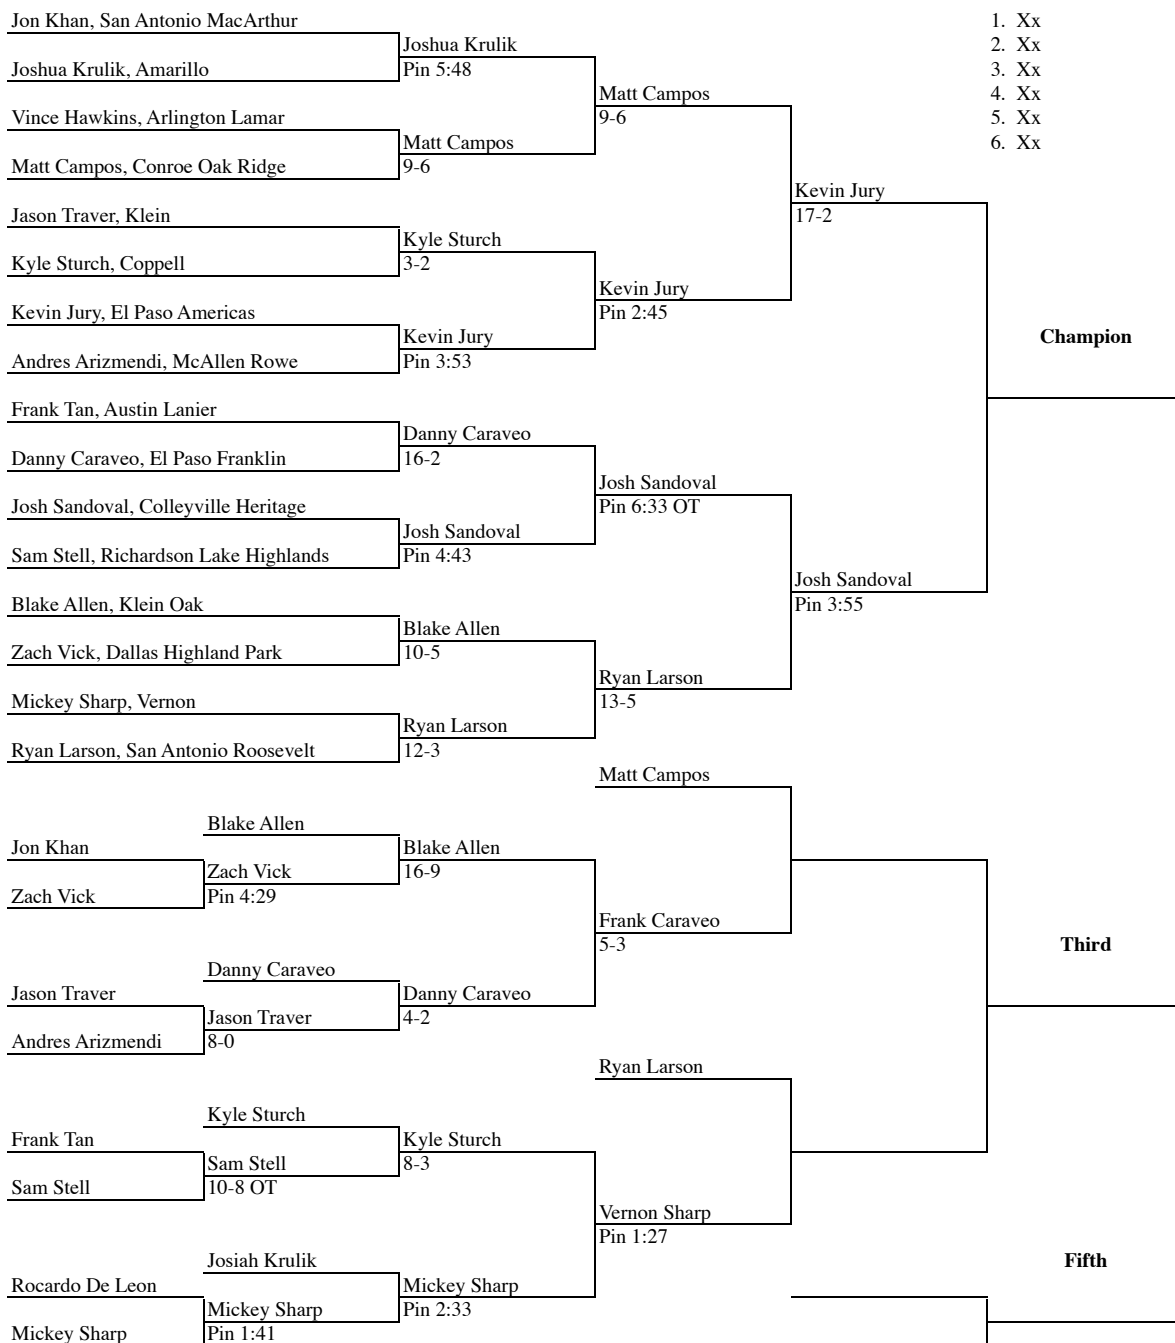 Jon Khan, San Antonio MacArthur
1. Xx
Joshua Krulik
2. Xx
Joshua Krulik, Amarillo
Pin 5:48
3. Xx
Matt Campos
4. Xx
Vince Hawkins, Arlington Lamar
9-6
5. Xx
Matt Campos
6. Xx
Matt Campos, Conroe Oak Ridge
9-6
Kevin Jury
Jason Traver, Klein
17-2
Kyle Sturch
Kyle Sturch, Coppell
3-2
Kevin Jury
Kevin Jury, El Paso Americas
Pin 2:45
Kevin Jury
Champion
Andres Arizmendi, McAllen Rowe
Pin 3:53
Frank Tan, Austin Lanier
Danny Caraveo
Danny Caraveo, El Paso Franklin
16-2
Josh Sandoval
Josh Sandoval, Colleyville Heritage
Pin 6:33 OT
Josh Sandoval
Sam Stell, Richardson Lake Highlands
Pin 4:43
Josh Sandoval
Blake Allen, Klein Oak
Pin 3:55
Blake Allen
Zach Vick, Dallas Highland Park
10-5
Ryan Larson
Mickey Sharp, Vernon
13-5
Ryan Larson
Ryan Larson, San Antonio Roosevelt
12-3
Matt Campos
Blake Allen
Jon Khan
Blake Allen
Zach Vick
16-9
Zach Vick
Pin 4:29
Frank Caraveo
5-3
Third
Danny Caraveo
Jason Traver
Danny Caraveo
Jason Traver
4-2
Andres Arizmendi
8-0
Ryan Larson
Kyle Sturch
Frank Tan
Kyle Sturch
Sam Stell
8-3
Sam Stell
10-8 OT
Vernon Sharp
Pin 1:27
Josiah Krulik
Fifth
Rocardo De Leon
Mickey Sharp
Mickey Sharp
Pin 2:33
Mickey Sharp
Pin 1:41